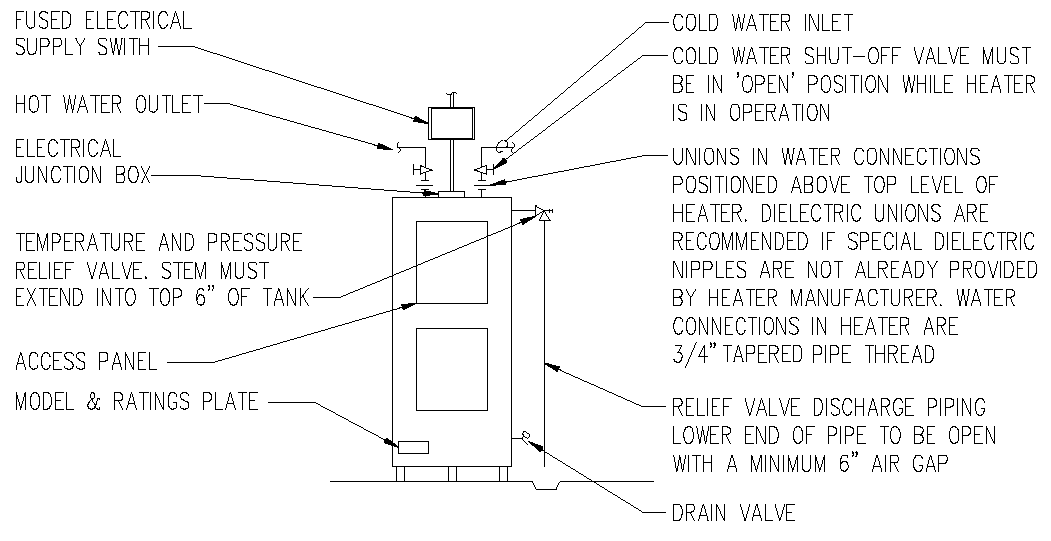 FUSED ELECTRICAL
SUPPLY SWITH
HOT WATER OUTLET
ELECTRICAL
JUNCTION BOX
TEMPERATURE AND PRESSURE
RELIEF VALVE. STEM MUST
EXTEND INTO TOP 6" OF TANK
ACCESS PANEL
MODEL & RATINGS PLATE
COLD WATER INLET
COLD WATER SHUT-OFF VALVE MUST
BE IN 'OPEN' POSITION WHILE HEATER
IS IN OPERATION
UNIONS IN WATER CONNECTIONS
POSITIONED ABOVE TOP LEVEL OF
HEATER. DIELECTRIC UNIONS ARE
RECOMMENDED IF SPECIAL DIELECTRIC
NIPPLES ARE NOT ALREADY PROVIDED
BY HEATER MANUFACTURER. WATER
CONNECTIONS IN HEATER ARE
3/4" TAPERED PIPE THREAD
RELIEF VALVE DISCHARGE PIPING
LOWER END OF PIPE TO BE OPEN
WITH A MINIMUM 6" AIR GAP
DRAIN VALVE